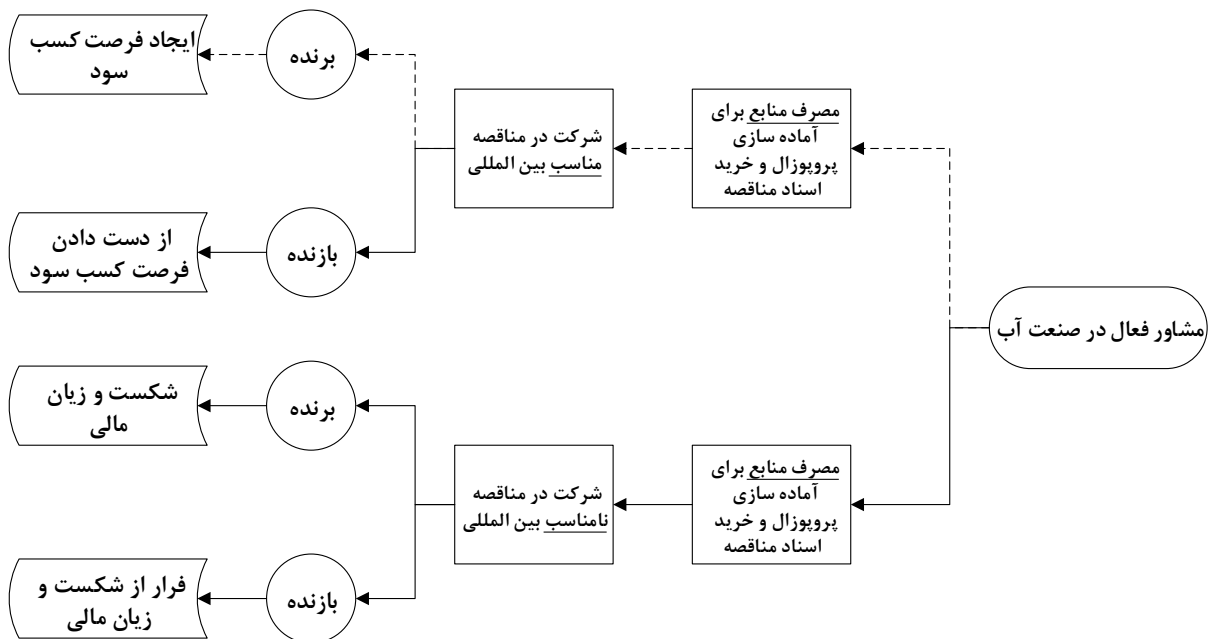 مشاور فعال در صنعت آب
مصرف منابع برای
آماده سازی
پروپوزال و خرید
اسناد مناقصه
شرکت در مناقصه
مناسب بین المللی
برنده
ایجاد فرصت کسب
سود
بازنده
از دست دادن
فرصت کسب سود
مصرف منابع برای
آماده سازی
پروپوزال و خرید
اسناد مناقصه
شرکت در مناقصه
نامناسب بین المللی
برنده
شکست و زیان
مالی
بازنده
فرار از شکست و
زیان مالی